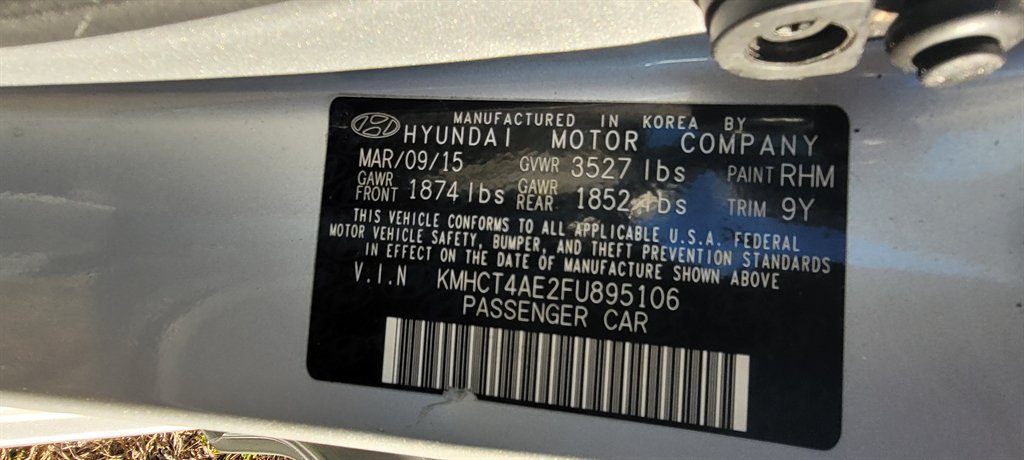 MANUFACTURED IN KOREA BY
HYUNDAI MOTOR COMPANY
MAR/09/15 GVWR 3527 lbs PAINT RHM
GAWR FRONT 1874 lbs GAWR REAR 1852 lbs TRIM 9Y
THIS VEHICLE CONFORMS TO ALL APPLICABLE U.S.A. FEDERAL
MOTOR VEHICLE SAFETY, BUMPER, AND THEFT PREVENTION STANDARDS
IN EFFECT ON THE DATE OF MANUFACTURE SHOWN ABOVE
V.I.N KMHCT4AE2FU895106
PASSENGER CAR